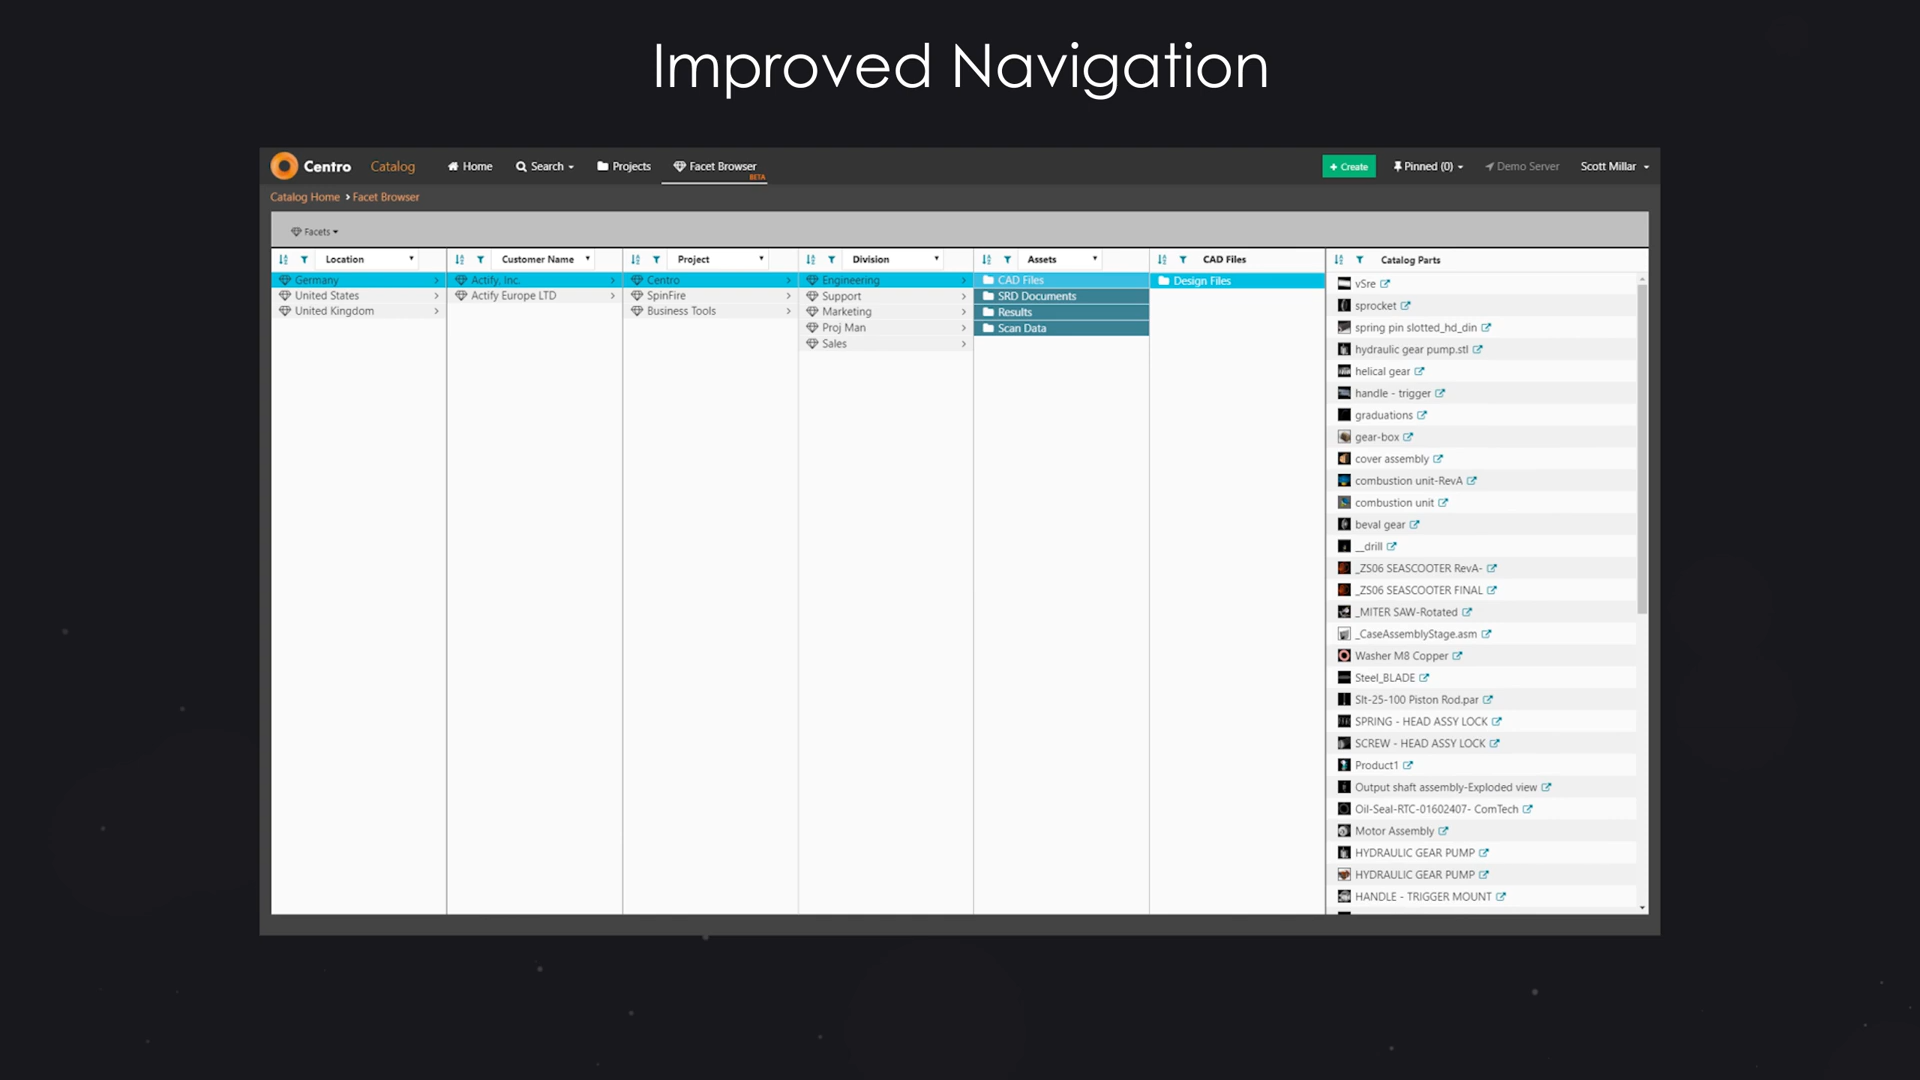 Improved Navigation
Centro Catalog Home Search Projects Facet Browser BETA + Create Pinned (0) Demo Server Scott Millar
Catalog Home > Facet Browser
Facets
Location Customer Name Project Division Assets CAD Files Catalog Parts
Germany
United States
United Kingdom
Actify, Inc.
Actify Europe LTD
Centro
SpinFire
Business Tools
Engineering
Support
Marketing
Proj Man
Sales
CAD Files
SRD Documents
Results
Scan Data
Design Files
vSre
sprocket
spring pin slotted_hd_din
hydraulic gear pump.stl
helical gear
handle - trigger
graduations
gear-box
cover assembly
combustion unit-RevA
combustion unit
beval gear
__drill
_ZS06 SEASCOOTER RevA-
_ZS06 SEASCOOTER FINAL
_MITER SAW-Rotated
_CaseAssemblyStage.asm
Washer M8 Copper
Steel_BLADE
Slt-25-100 Piston Rod.par
SPRING - HEAD ASSY LOCK
SCREW - HEAD ASSY LOCK
Product1
Output shaft assembly-Exploded view
Oil-Seal-RTC-01602407- ComTech
Motor Assembly
HYDRAULIC GEAR PUMP
HYDRAULIC GEAR PUMP
HANDLE - TRIGGER MOUNT